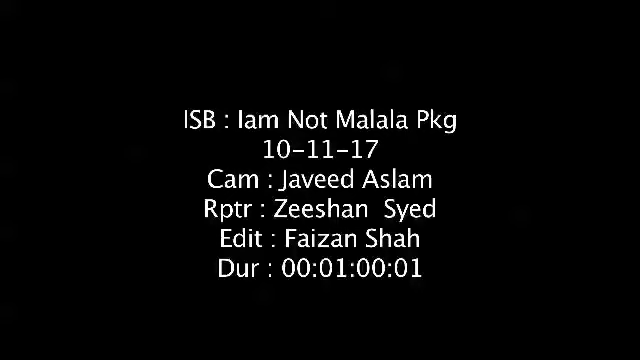 ISB : Iam Not Malala Pkg
10-11-17
Cam : Javeed Aslam
Rptr : Zeeshan  Syed
Edit : Faizan Shah
Dur : 00:01:00:01